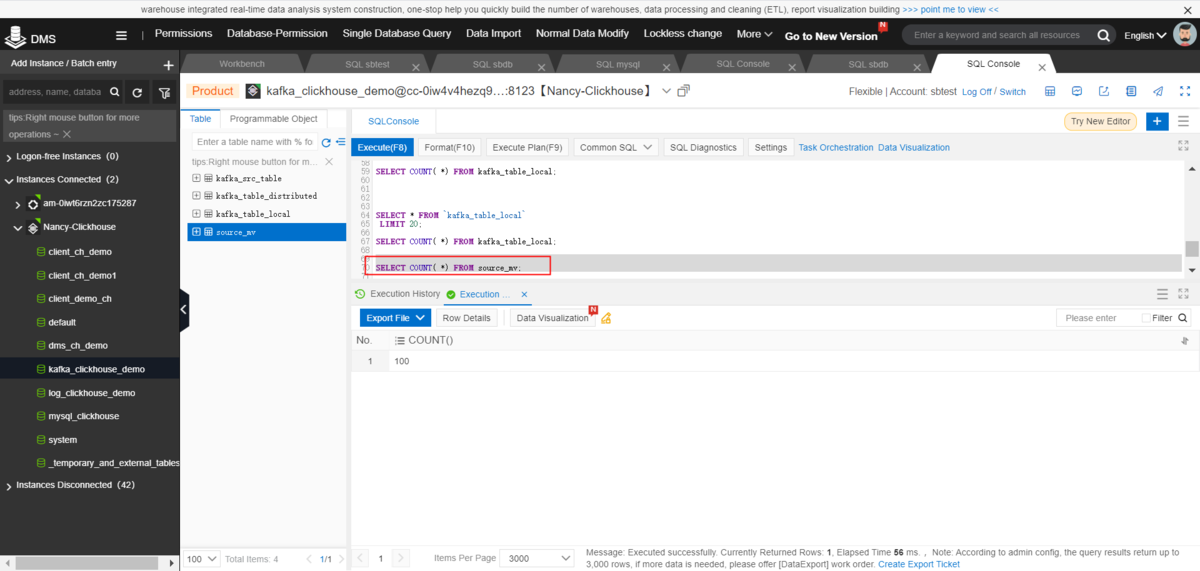 warehouse integrated real-time data analysis system construction, one-stop help you quickly build the number of warehouses, data processing and cleaning (ETL), report visualization building >>> point me to view <<
DMS
Permissions Database-Permission Single Database Query Data Import Normal Data Modify Lockless change More Go to New Version N Enter a keyword and search all resources English
Add Instance / Batch entry +
Workbench SQL sbtest SQL sbdb SQL mysql SQL Console SQL sbdb SQL Console
address, name, databa
Product kafka_clickhouse_demo@cc-0iw4v4hezq9...:8123【Nancy-Clickhouse】 Flexible | Account: sbtest Log Off / Switch
tips:Right mouse button for more
operations ~
Table Programmable Object
SQLConsole Try New Editor +
Enter a table name with % fo
tips:Right mouse button for m...
Execute(F8) Format(F10) Execute Plan(F9) Common SQL SQL Diagnostics Settings Task Orchestration Data Visualization
Logon-free Instances (0)
Instances Connected (2)
am-0iwt6rzn2zc175287
Nancy-Clickhouse
client_ch_demo
client_ch_demo1
client_demo_ch
default
dms_ch_demo
kafka_clickhouse_demo
log_clickhouse_demo
mysql_clickhouse
system
_temporary_and_external_tables
Instances Disconnected (42)
kafka_src_table
kafka_table_distributed
kafka_table_local
source_mv
58
59 SELECT COUNT( *) FROM kafka_table_local;
60
61
62
63
64 SELECT * FROM `kafka_table_local`
65 LIMIT 20;
66
67 SELECT COUNT( *) FROM kafka_table_local;
68
69
70 SELECT COUNT( *) FROM source_mv;
Execution History Execution ...
Export File Row Details Data Visualization N Please enter Filter
No. COUNT()
1 100
100 Total Items: 4 1/1
1 Items Per Page 3000
Message: Executed successfully. Currently Returned Rows: 1, Elapsed Time 56 ms. , Note: According to admin config, the query results return up to
3,000 rows, if more data is needed, please offer [DataExport] work order. Create Export Ticket